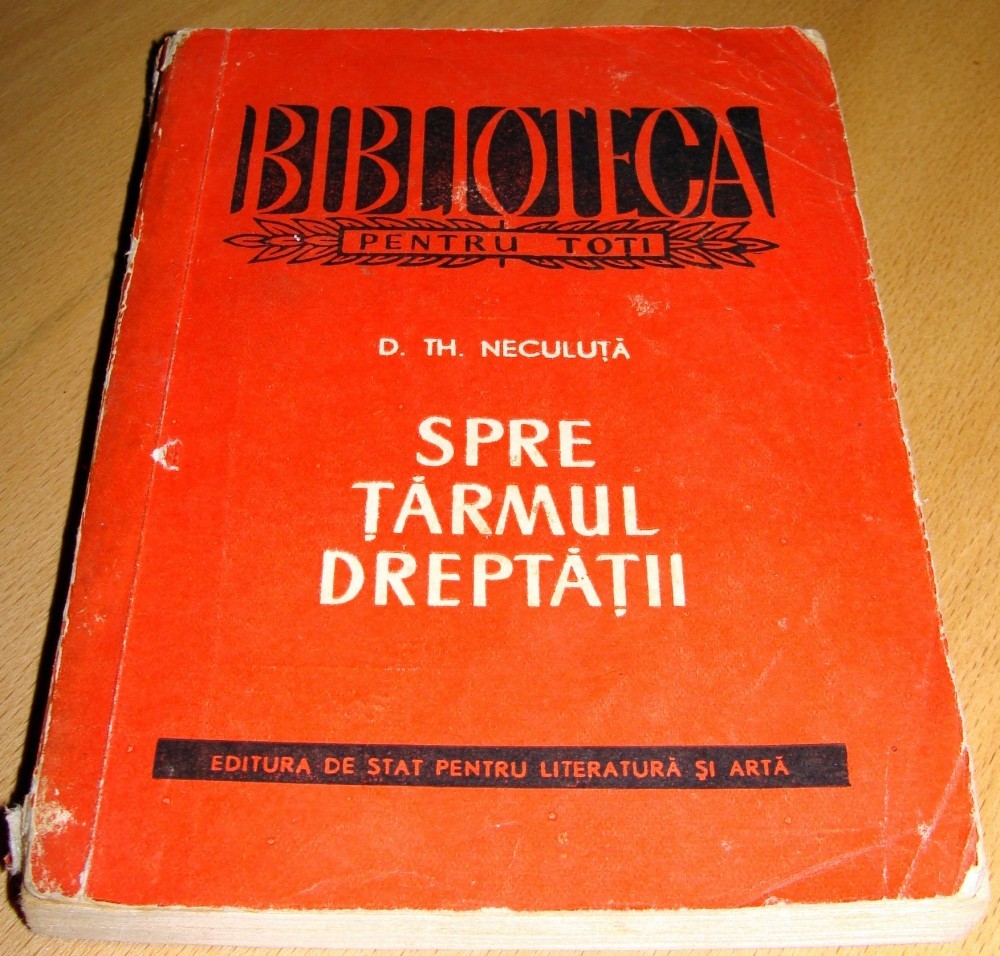 BIBLIOTECA
PENTRU TOȚI
D. TH. NECULUȚĂ
SPRE
ȚĂRMUL
DREPTĂȚII
EDITURA DE STAT PENTRU LITERATURĂ ȘI ARTĂ